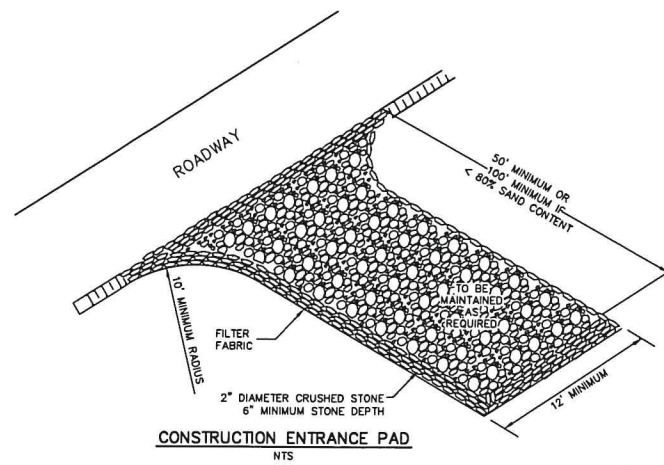 ROADWAY
50' MINIMUM OR
100' MINIMUM IF
< 80% SAND CONTENT
TO BE
MAINTAINED
AS
REQUIRED
10' MINIMUM RADIUS
FILTER
FABRIC
2" DIAMETER CRUSHED STONE
6" MINIMUM STONE DEPTH
12' MINIMUM
CONSTRUCTION ENTRANCE PAD
NTS